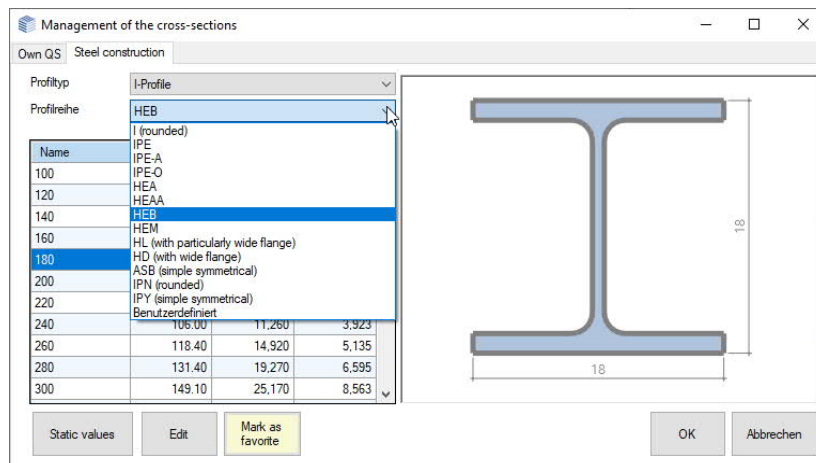 Management of the cross-sections
Own QS Steel construction
Profiltyp I-Profile
Profilreihe HEB
I (rounded)
IPE
IPE-A
IPE-O
HEA
HEAA
HEB
HEM
HL (with particularly wide flange)
HD (with wide flange)
ASB (simple symmetrical)
IPN (rounded)
IPY (simple symmetrical)
Benutzerdefiniert
Name
100
120
140
160
180
200
220
240 106.00 11,260 3,923
260 118.40 14,920 5,135
280 131.40 19,270 6,595
300 149.10 25,170 8,563
18
18
Static values Edit Mark as favorite OK Abbrechen